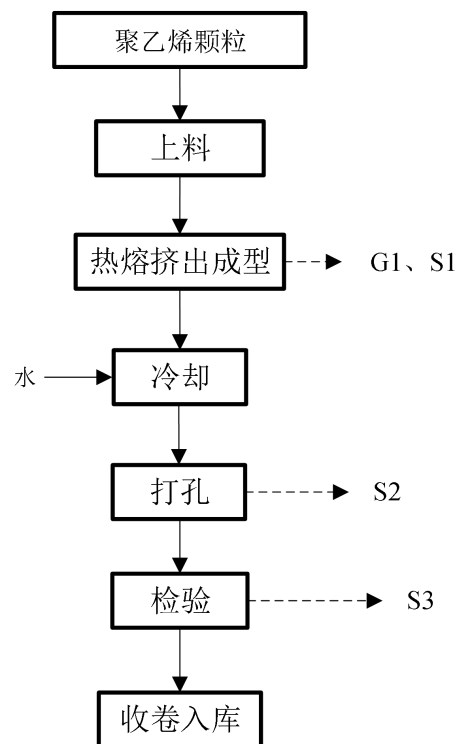 聚乙烯颗粒
上料
热熔挤出成型
G1、S1
水
冷却
打孔
S2
检验
S3
收卷入库